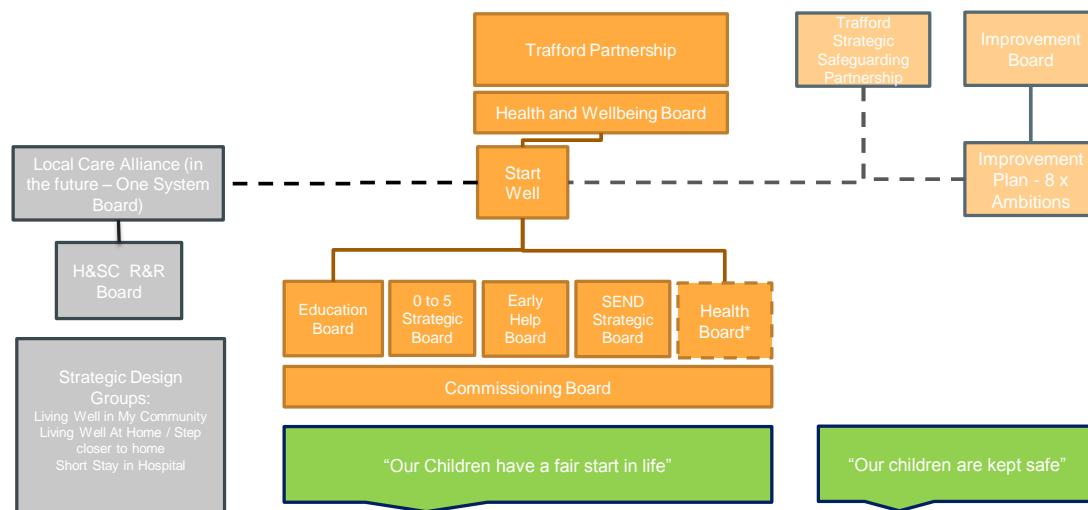 Trafford Partnership
Trafford
Strategic
Safeguarding
Partnership
Improvement
Board
Health and Wellbeing Board
Local Care Alliance (in
the future – One System
Board)
Start
Well
Improvement
Plan - 8 x
Ambitions
H&SC R&R
Board
Education
Board
0 to 5
Strategic
Board
Early
Help
Board
SEND
Strategic
Board
Health
Board*
Strategic Design
Groups:
Living Well in My Community
Living Well At Home / Step
closer to home
Short Stay in Hospital
Commissioning Board
“Our Children have a fair start in life”
“Our children are kept safe”